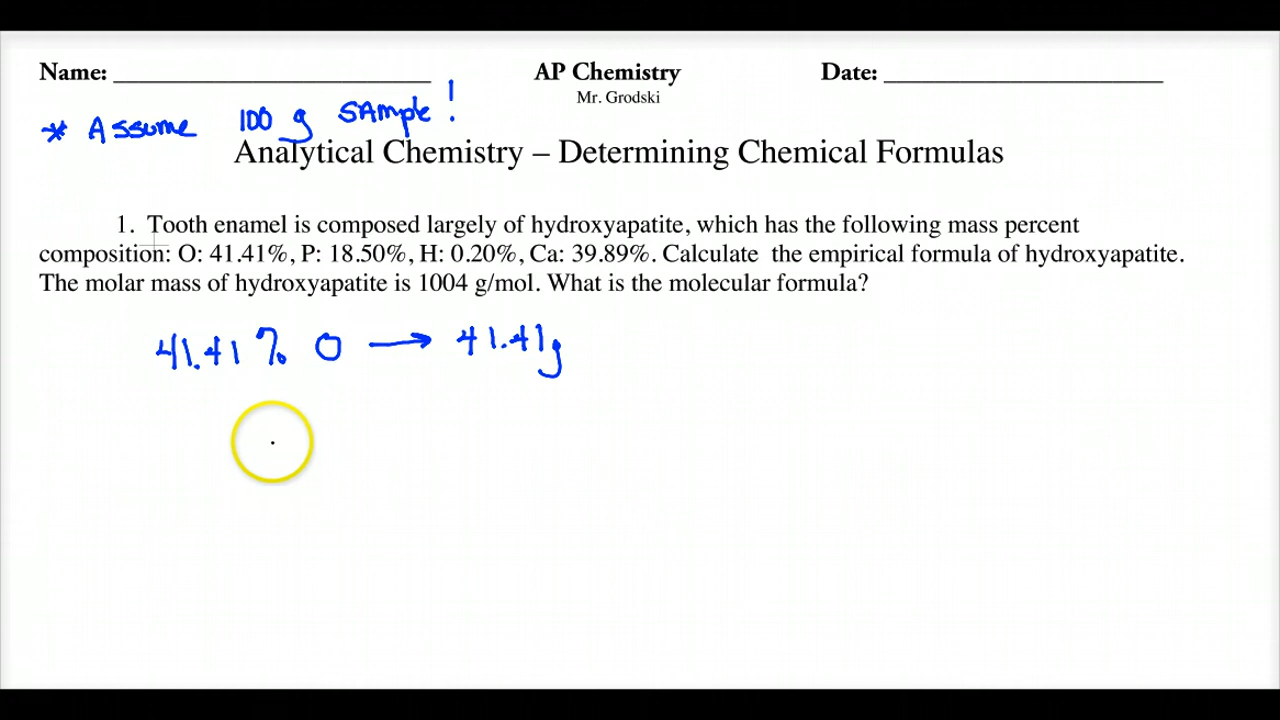 Name: ____________________ AP Chemistry Date: ____________________
Mr. Grodski
* Assume 100 g SAmple!
Analytical Chemistry – Determining Chemical Formulas
1. Tooth enamel is composed largely of hydroxyapatite, which has the following mass percent
composition: O: 41.41%, P: 18.50%, H: 0.20%, Ca: 39.89%. Calculate the empirical formula of hydroxyapatite.
The molar mass of hydroxyapatite is 1004 g/mol. What is the molecular formula?
41.41 % O → 41.41g